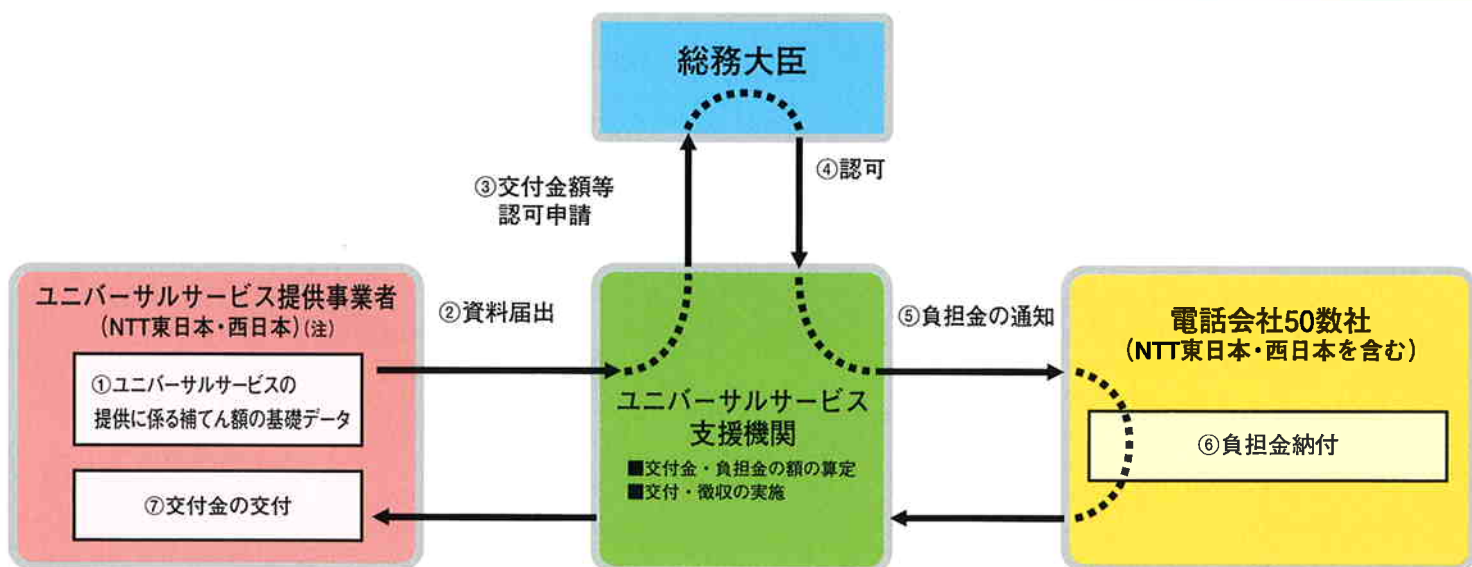 総務大臣
③交付金額等
認可申請
④認可
ユニバーサルサービス提供事業者
(NTT東日本・西日本)(注)
②資料届出
①ユニバーサルサービスの
提供に係る補てん額の基礎データ
⑦交付金の交付
ユニバーサルサービス
支援機関
■交付金・負担金の額の算定
■交付・徴収の実施
⑤負担金の通知
電話会社50数社
(NTT東日本・西日本を含む)
⑥負担金納付